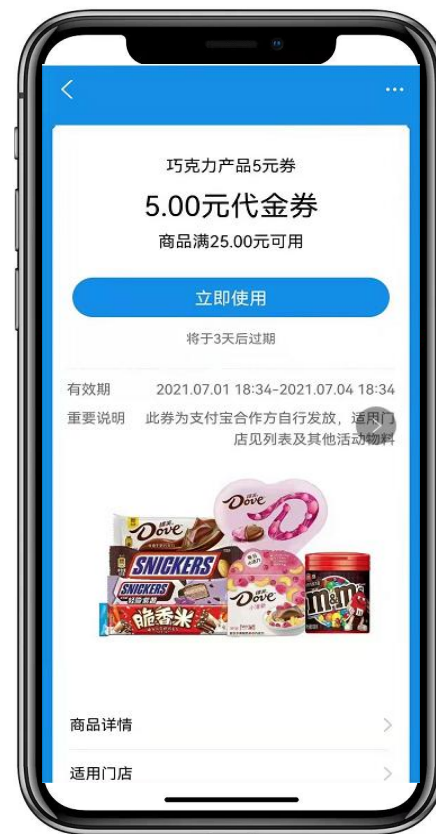 巧克力产品5元券
5.00元代金券
商品满25.00元可用
立即使用
将于3天后过期
有效期 2021.07.01 18:34-2021.07.04 18:34
重要说明 此券为支付宝合作方自行发放，适用门
店见列表及其他活动物料
Dove
德芙
Dove
SNICKERS
SNICKERS
Dove
m&m's
脆香米
商品详情
适用门店